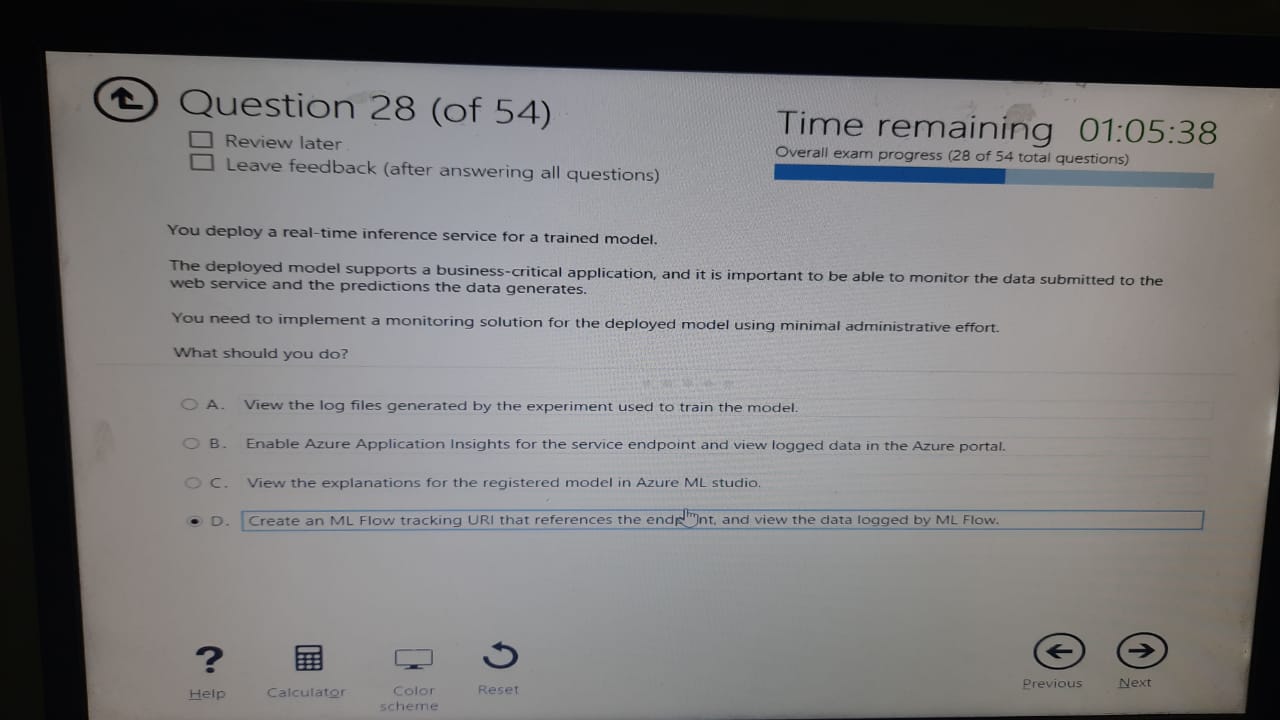 Question 28 (of 54)
Review later
Leave feedback (after answering all questions)
Time remaining 01:05:38
Overall exam progress (28 of 54 total questions)
You deploy a real-time inference service for a trained model.
The deployed model supports a business-critical application, and it is important to be able to monitor the data submitted to the
web service and the predictions the data generates.
You need to implement a monitoring solution for the deployed model using minimal administrative effort.
What should you do?
A. View the log files generated by the experiment used to train the model.
B. Enable Azure Application Insights for the service endpoint and view logged data in the Azure portal.
C. View the explanations for the registered model in Azure ML studio.
D. Create an ML Flow tracking URI that references the endpoint, and view the data logged by ML Flow.
Help
Calculator
Color
scheme
Reset
Previous
Next